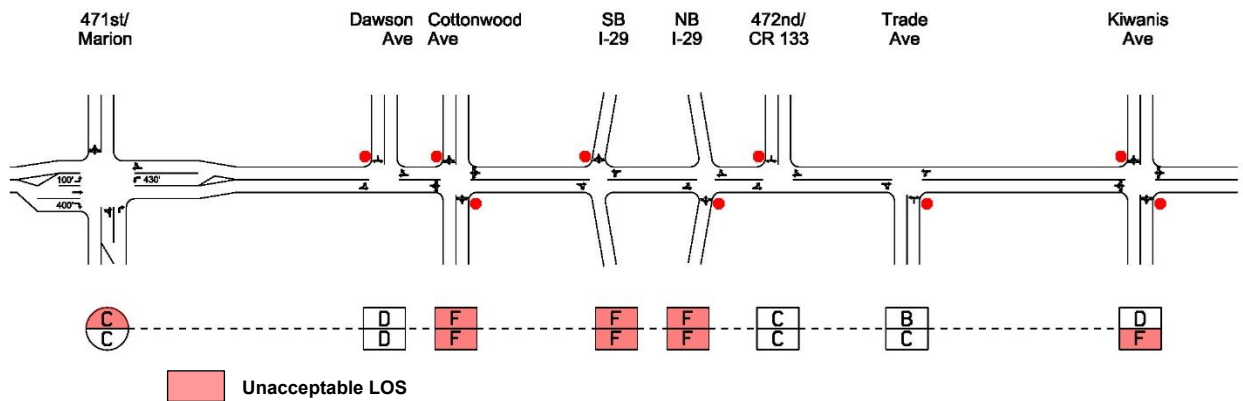 471st/
Marion
Dawson
Ave
Cottonwood
Ave
SB
I-29
NB
I-29
472nd/
CR 133
Trade
Ave
Kiwanis
Ave
100'
430'
400'
C
C
D
D
F
F
F
F
F
F
C
C
B
C
D
F
Unacceptable LOS